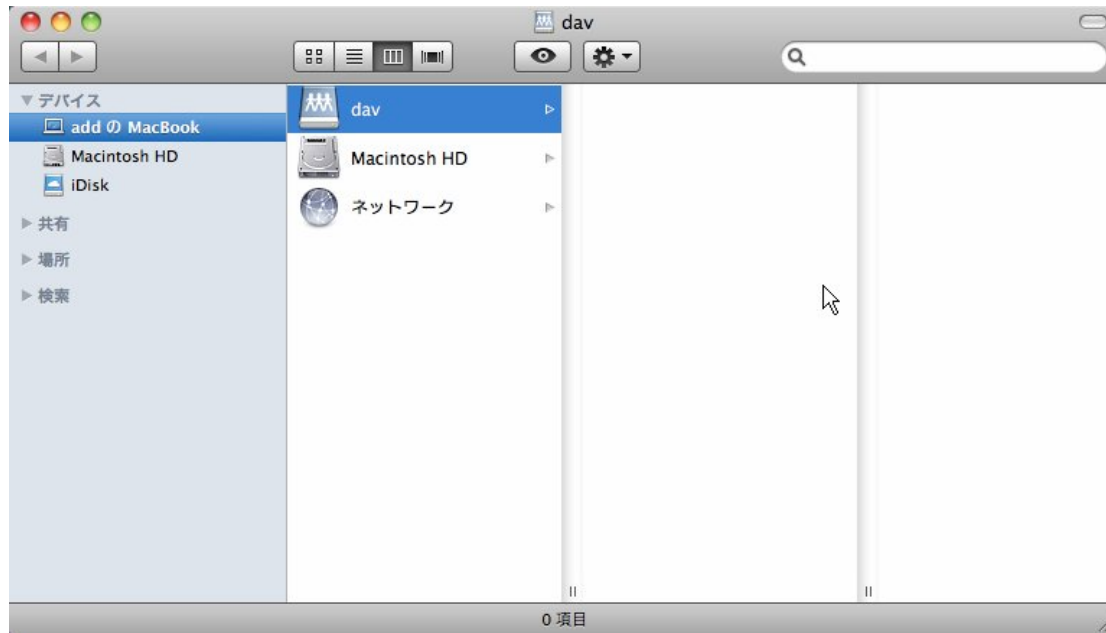 dav
デバイス
add の MacBook
Macintosh HD
iDisk
共有
場所
検索
dav
Macintosh HD
ネットワーク
0 項目